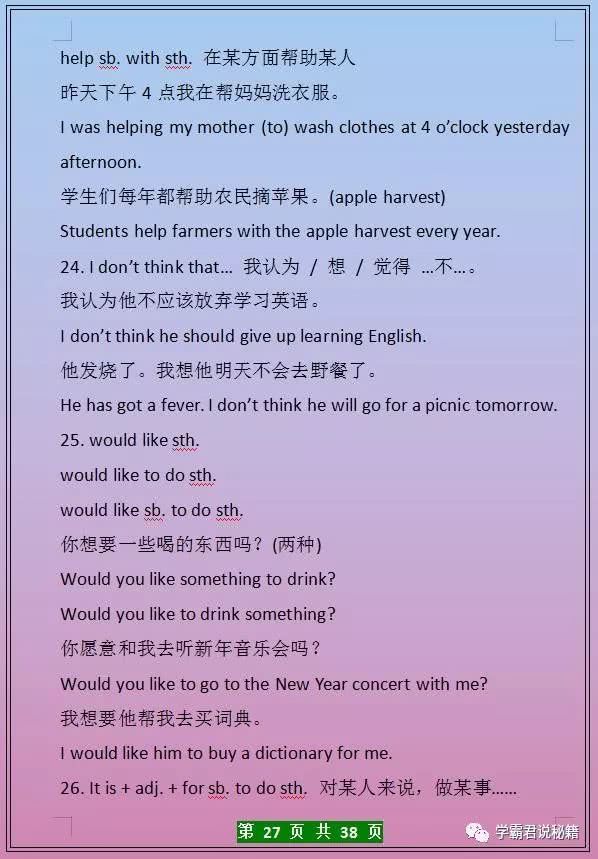 help sb. with sth. 在某方面帮助某人
昨天下午 4 点我在帮妈妈洗衣服。
I was helping my mother (to) wash clothes at 4 o’clock yesterday
afternoon.
学生们每年都帮助农民摘苹果。(apple harvest)
Students help farmers with the apple harvest every year.
24. I don’t think that… 我认为 / 想 / 觉得 …不…。
我认为他不应该放弃学习英语。
I don’t think he should give up learning English.
他发烧了。我想他明天不会去野餐了。
He has got a fever. I don’t think he will go for a picnic tomorrow.
25. would like sth.
would like to do sth.
would like sb. to do sth.
你想要一些喝的东西吗？(两种)
Would you like something to drink?
Would you like to drink something?
你愿意和我去听新年音乐会吗？
Would you like to go to the New Year concert with me?
我想要他帮我去买词典。
I would like him to buy a dictionary for me.
26. It is + adj. + for sb. to do sth. 对某人来说，做某事……
第 27 页 共 38 页
学霸君说秘籍